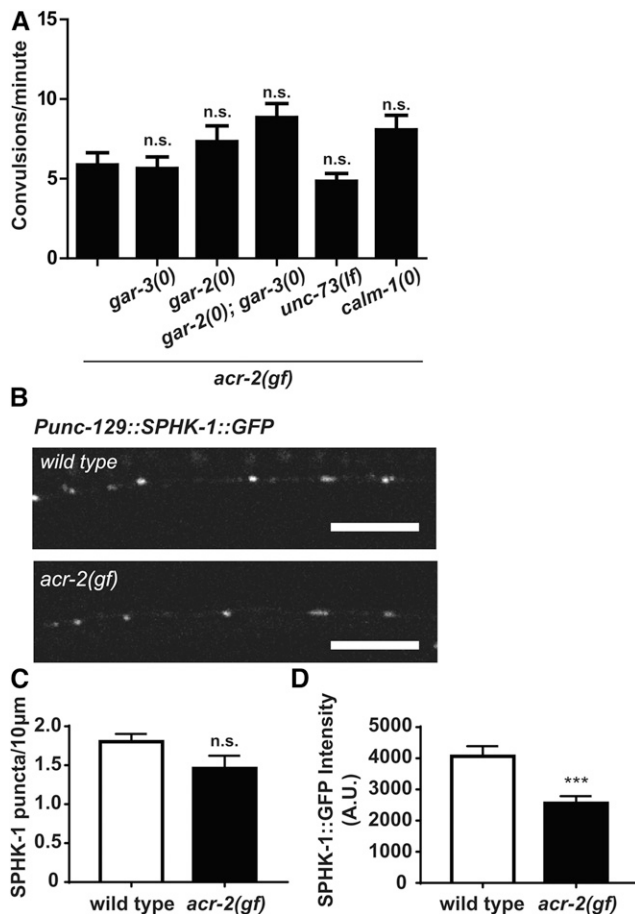 A
Convulsions/minute
15
10
5
0
n.s.
n.s.
n.s.
n.s.
n.s.
gar-3(0)
gar-2(0)
gar-2(0); gar-3(0)
unc-73(lf)
calm-1(0)
acr-2(gf)
B
Punc-129::SPHK-1::GFP
wild type
acr-2(gf)
C
SPHK-1 puncta/10µm
2.0
1.5
1.0
0.5
0
n.s.
wild type
acr-2(gf)
D
SPHK-1::GFP Intensity
(A.U.)
5000
4000
3000
2000
1000
0
***
wild type
acr-2(gf)